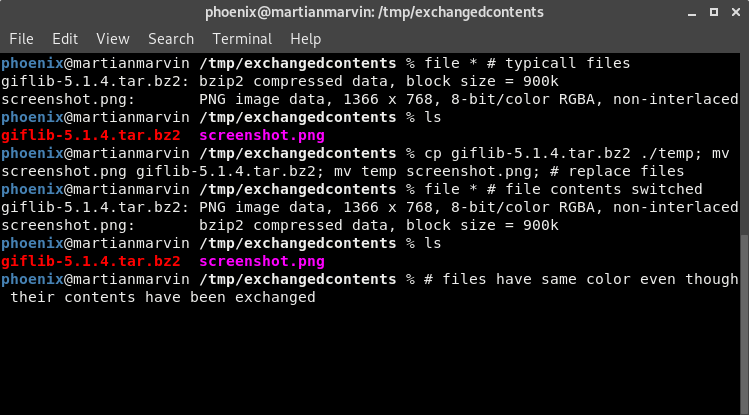 phoenix@martianmarvin: /tmp/exchangedcontents
File Edit View Search Terminal Help
phoenix@martianmarvin /tmp/exchangedcontents % file * # typicall files
giflib-5.1.4.tar.bz2: bzip2 compressed data, block size = 900k
screenshot.png:       PNG image data, 1366 x 768, 8-bit/color RGBA, non-interlaced
phoenix@martianmarvin /tmp/exchangedcontents % ls
giflib-5.1.4.tar.bz2  screenshot.png
phoenix@martianmarvin /tmp/exchangedcontents % cp giflib-5.1.4.tar.bz2 ./temp; mv
screenshot.png giflib-5.1.4.tar.bz2; mv temp screenshot.png; # replace files
phoenix@martianmarvin /tmp/exchangedcontents % file * # file contents switched
giflib-5.1.4.tar.bz2: PNG image data, 1366 x 768, 8-bit/color RGBA, non-interlaced
screenshot.png:       bzip2 compressed data, block size = 900k
phoenix@martianmarvin /tmp/exchangedcontents % ls
giflib-5.1.4.tar.bz2  screenshot.png
phoenix@martianmarvin /tmp/exchangedcontents % # files have same color even though
 their contents have been exchanged